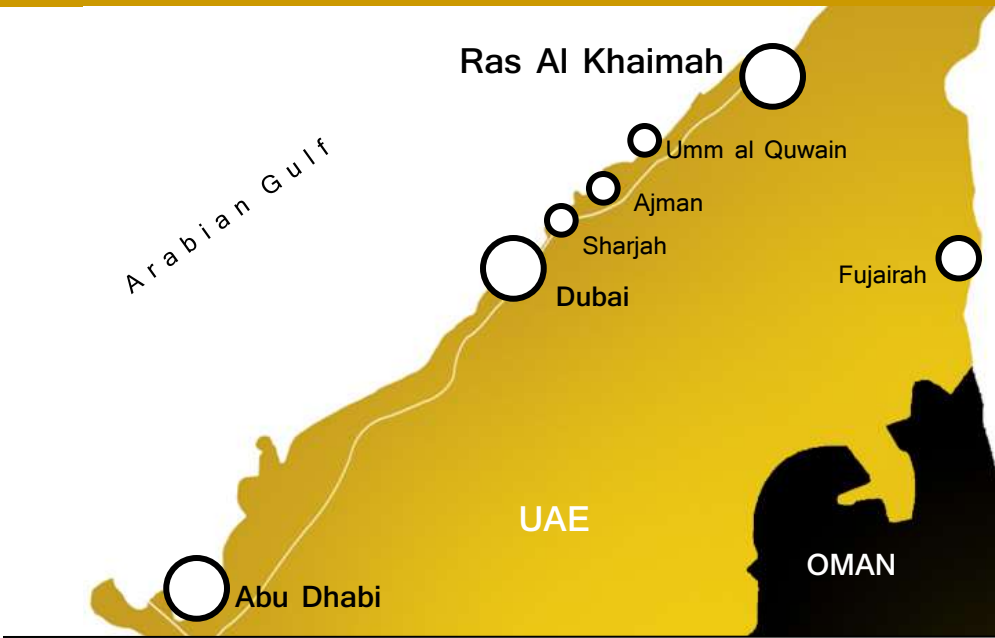 Ras Al Khaimah
Umm al Quwain
Arabian Gulf
Ajman
Sharjah
Fujairah
Dubai
UAE
OMAN
Abu Dhabi